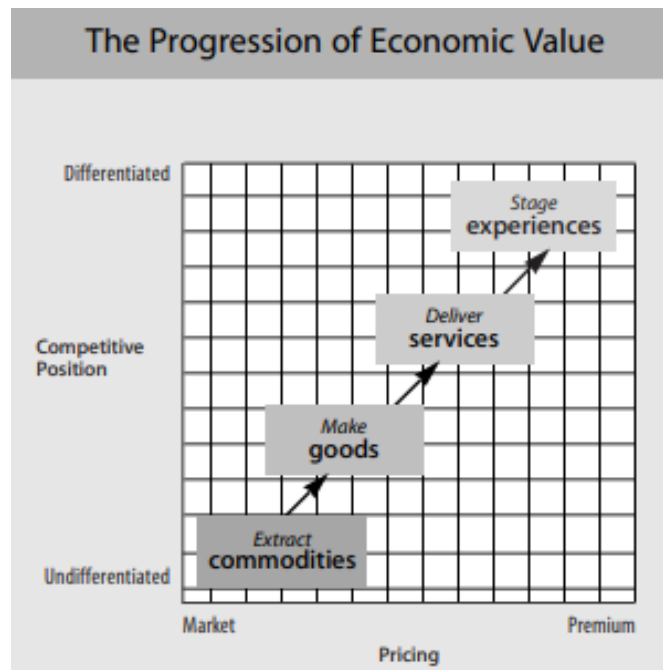 The Progression of Economic Value
Differentiated
Stage
experiences
Deliver
services
Competitive
Position
Make
goods
Extract
commodities
Undifferentiated
Market
Premium
Pricing